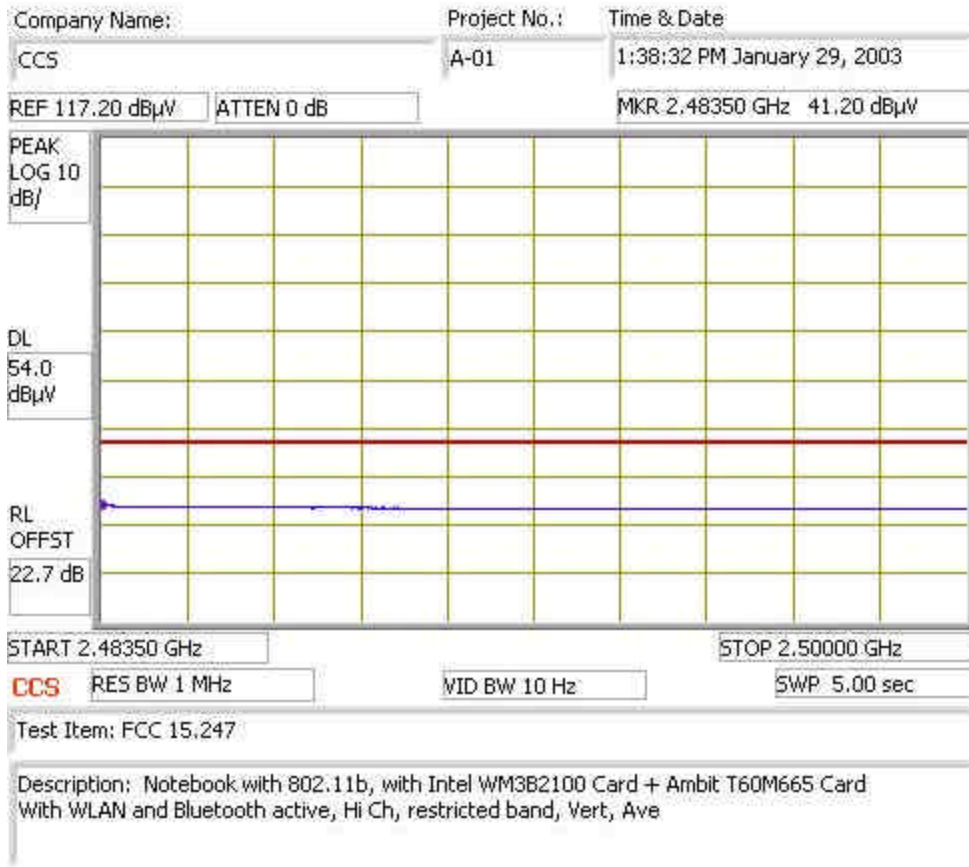 Company Name:
Project No.:
Time & Date
CCS
A-01
1:38:32 PM January 29, 2003
REF 117.20 dBµV
ATTEN 0 dB
MKR 2.48350 GHz 41.20 dBµV
PEAK
LOG 10
dB/
DL
54.0
dBµV
RL
OFFST
22.7 dB
START 2.48350 GHz
STOP 2.50000 GHz
CCS
RES BW 1 MHz
VID BW 10 Hz
SWP 5.00 sec
Test Item: FCC 15.247
Description: Notebook with 802.11b, with Intel WM3B2100 Card + Ambit T60M665 Card
With WLAN and Bluetooth active, Hi Ch, restricted band, Vert, Ave